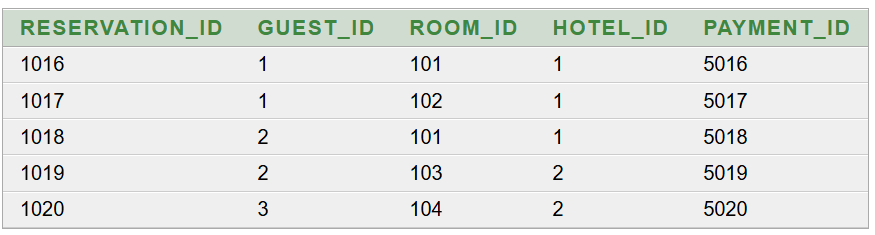 RESERVATION_ID GUEST_ID ROOM_ID HOTEL_ID PAYMENT_ID
1016 1 101 1 5016
1017 1 102 1 5017
1018 2 101 1 5018
1019 2 103 2 5019
1020 3 104 2 5020